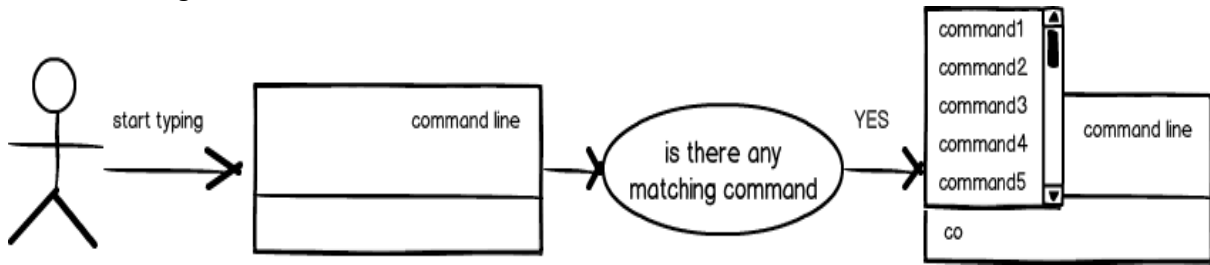 start typing
command line
is there any
matching command
YES
command1
command2
command3
command4
command5
command line
co